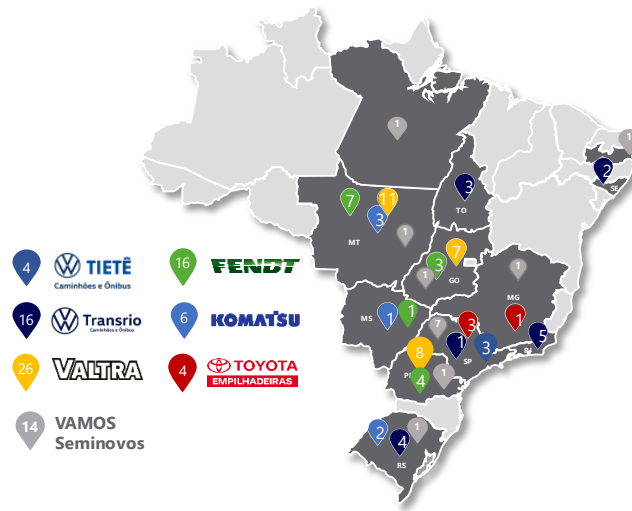 1
1
2
SE
3
TO
7
11
3
MT
1
7
3
1
GO
1
MG
4
TIETÊ
Caminhões e Ônibus
16
FENDT
16
Transrio
Caminhões e Ônibus
6
KOMATSU
26
VALTRA
4
TOYOTA
EMPILHADEIRAS
14
VAMOS
Seminovos
MS
1
1
7
3
1
5
1
3
SP
8
1
4
2
4
1
RS